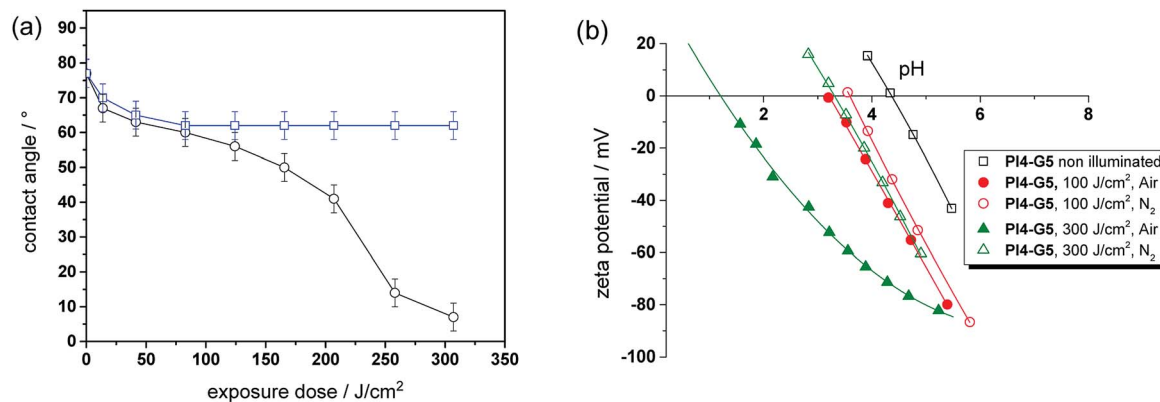 (a)
90
80
70
60
50
40
30
20
10
0
contact angle / °
0 50 100 150 200 250 300 350
exposure dose / J/cm²
(b)
20
0
-20
-40
-60
-80
-100
zeta potential / mV
pH
2 4 6 8
PI4-G5 non illuminated
PI4-G5, 100 J/cm², Air
PI4-G5, 100 J/cm², N₂
PI4-G5, 300 J/cm², Air
PI4-G5, 300 J/cm², N₂